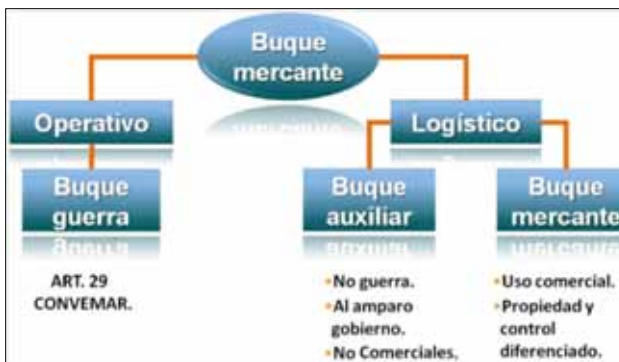 Buque
mercante
Operativo
Logístico
Buque
guerra
Buque
auxiliar
Buque
mercante
ART. 29
CONVEMAR.
•No guerra.
•Al amparo
gobierno.
•No Comerciales.
•Uso comercial.
•Propiedad y
control
diferenciado.